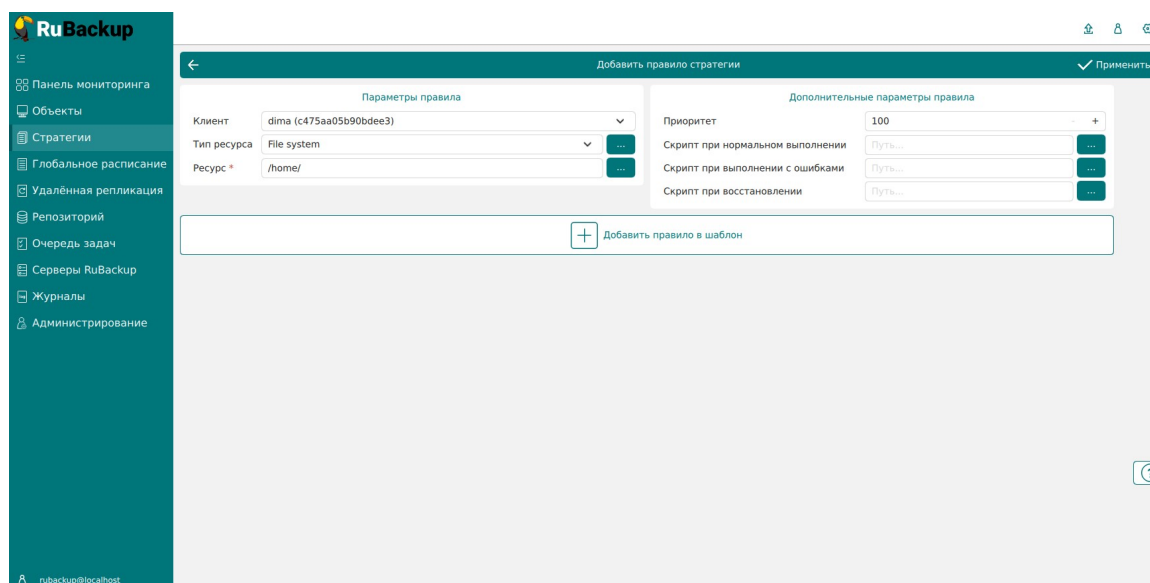 RuBackup
Панель мониторинга
Объекты
Стратегии
Глобальное расписание
Удалённая репликация
Репозиторий
Очередь задач
Серверы RuBackup
Журналы
Администрирование
rubackup@localhost
Добавить правило стратегии
Применить
Параметры правила
Клиент dima (c475aa05b90bdee3)
Тип ресурса File system ...
Ресурс * /home/ ...
Дополнительные параметры правила
Приоритет 100 - +
Скрипт при нормальном выполнении Путь... ...
Скрипт при выполнении с ошибками Путь... ...
Скрипт при восстановлении Путь... ...
Добавить правило в шаблон